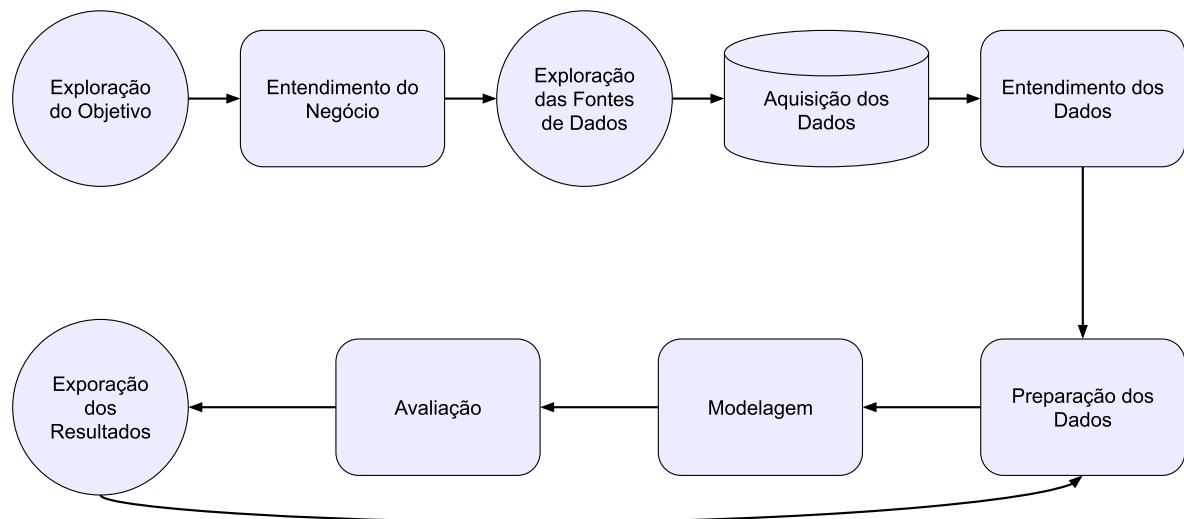 Exploração
do Objetivo
Entendimento do
Negócio
Exploração
das Fontes
de Dados
Aquisição dos
Dados
Entendimento dos
Dados
Exporação
dos
Resultados
Avaliação
Modelagem
Preparação dos
Dados